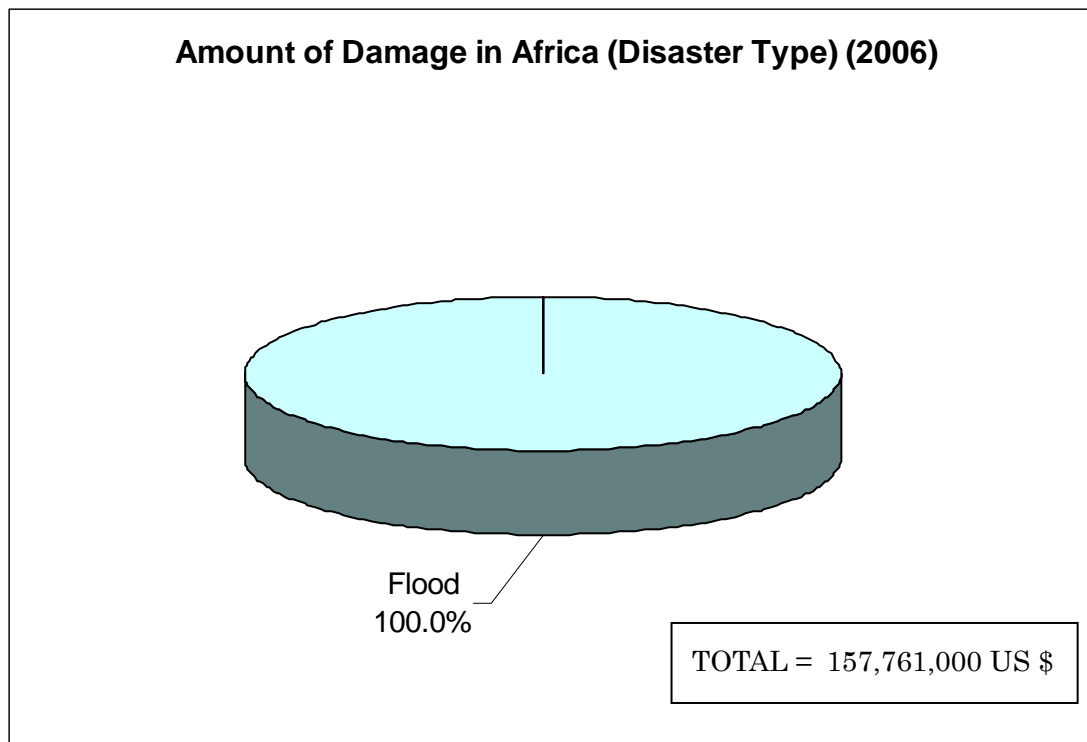 Amount of Damage in Africa (Disaster Type) (2006)
Flood
100.0%
TOTAL = 157,761,000 US $